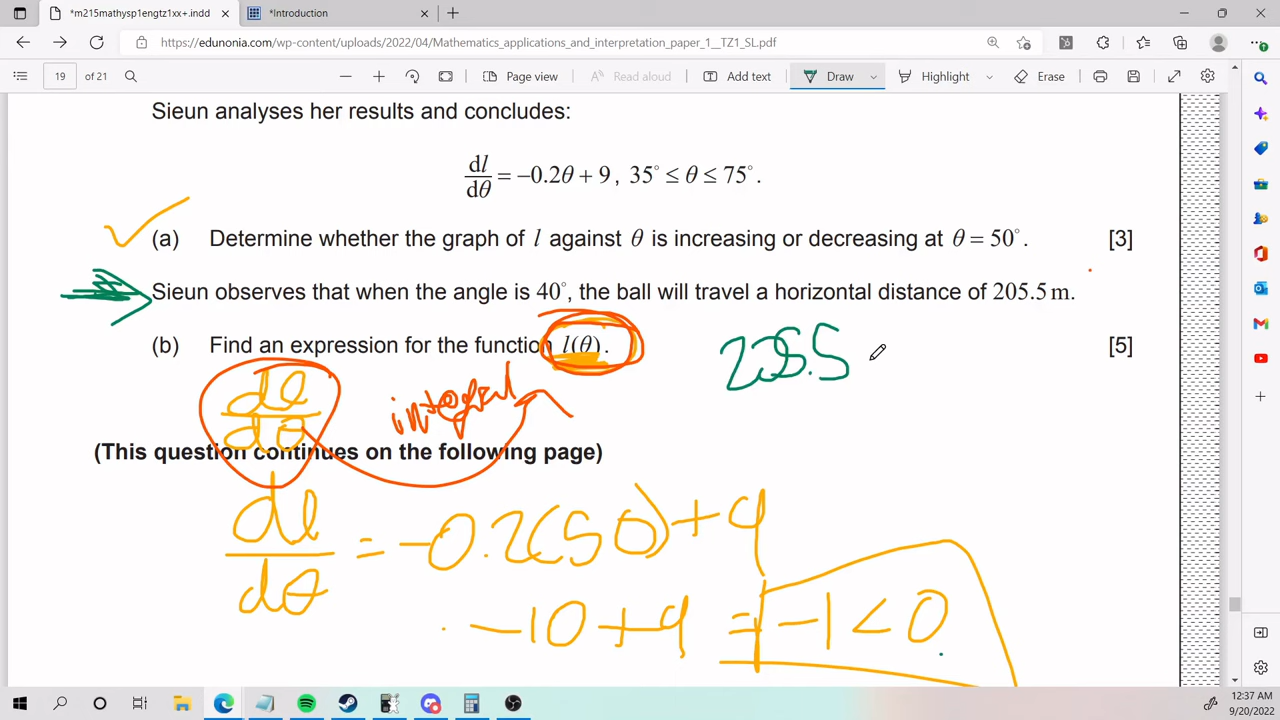 *m215mathysp1engtz1xx+.indd
*Introduction
https://edunonia.com/wp-content/uploads/2022/04/Mathematics_applications_and_interpretation_paper_1__TZ1_SL.pdf
19 of 21
Page view
Read aloud
Add text
Draw
Highlight
Erase
Sieun analyses her results and concludes:
dl/dθ = −0.2θ + 9, 35° ≤ θ ≤ 75°.
(a) Determine whether the graph of l against θ is increasing or decreasing at θ = 50°. [3]
Sieun observes that when the angle is 40°, the ball will travel a horizontal distance of 205.5 m.
(b) Find an expression for the function l(θ). [5]
205.5
dl/dθ
integral
(This question continues on the following page)
dl/dθ = -0.2(50)+9
-10+9 = -1 < 0
12:37 AM
9/20/2022